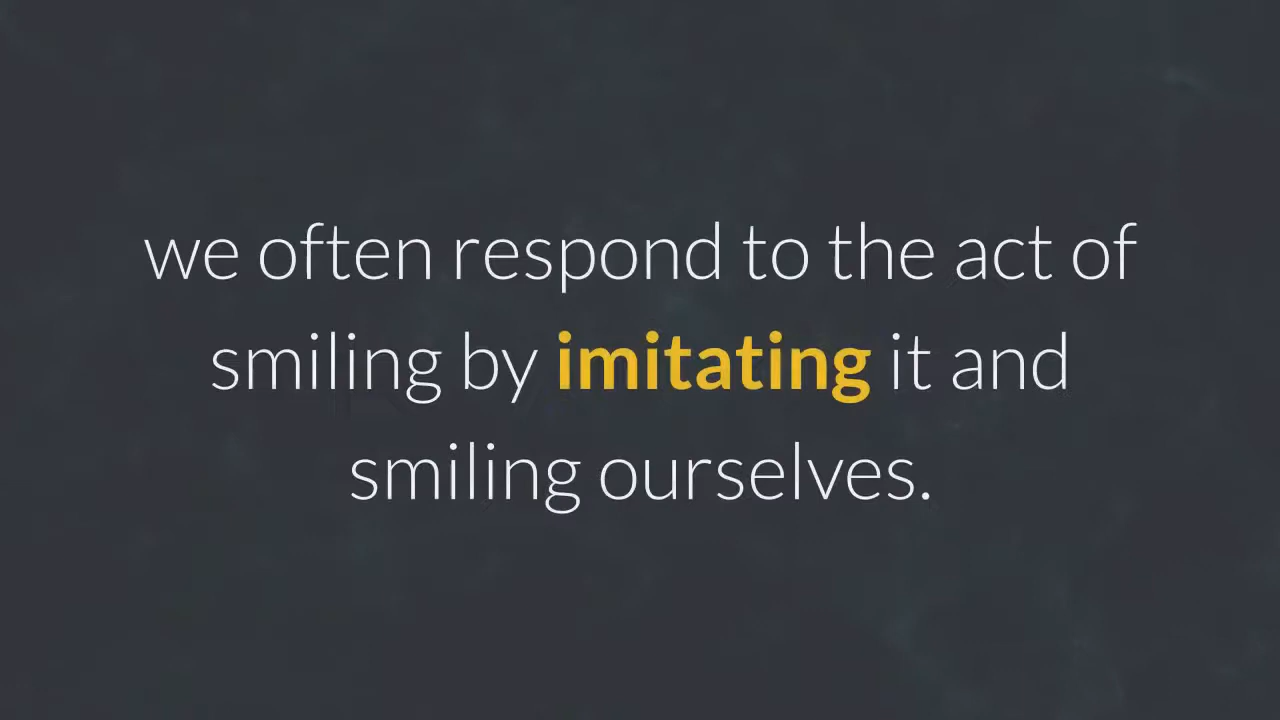 we often respond to the act of
smiling by imitating it and
smiling ourselves.